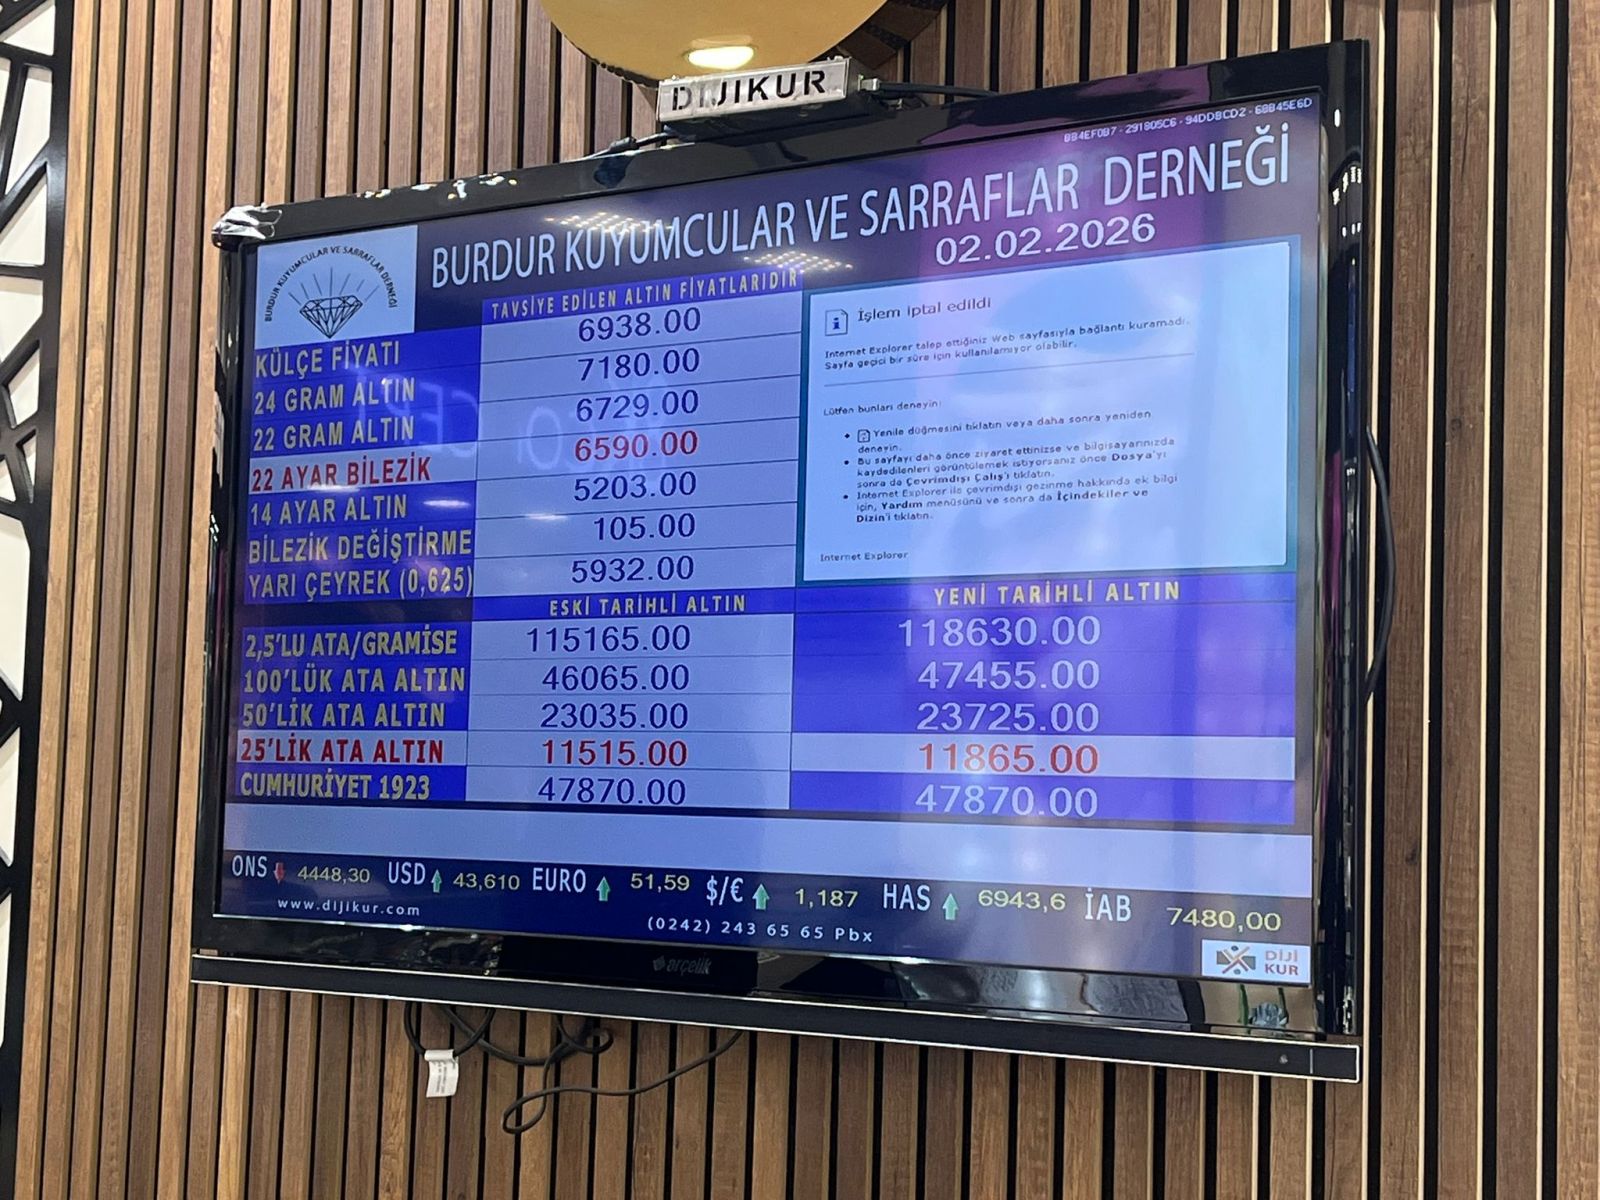 DİJİKUR
BB4EF0B7 - 291805C6 - 94DDBCD2 - 68B45E6D
BURDUR KUYUMCULAR VE SARRAFLAR DERNEĞİ
BURDUR KUYUMCULAR VE SARRAFLAR DERNEĞİ
02.02.2026
TAVSİYE EDİLEN ALTIN FİYATLARIDIR
KÜLÇE FİYATI 6938.00
24 GRAM ALTIN 7180.00
22 GRAM ALTIN 6729.00
22 AYAR BİLEZİK 6590.00
14 AYAR ALTIN 5203.00
BİLEZİK DEĞİŞTİRME 105.00
YARI ÇEYREK (0,625) 5932.00
İşlem iptal edildi
Internet Explorer talep ettiğiniz Web sayfasıyla bağlantı kuramadı.
Sayfa geçici bir süre için kullanılamıyor olabilir.
Lütfen bunları deneyin:
• Yenile düğmesini tıklatın veya daha sonra yeniden
deneyin.
• Bu sayfayı daha önce ziyaret ettinizse ve bilgisayarınızda
kaydedilenleri görüntülemek istiyorsanız önce Dosya'yı
sonra da Çevrimdışı Çalış'ı tıklatın.
• Internet Explorer ile çevrimdışı gezinme hakkında ek bilgi
için, Yardım menüsünü ve sonra da İçindekiler ve
Dizin'i tıklatın.
Internet Explorer
ESKİ TARİHLİ ALTIN YENİ TARİHLİ ALTIN
2,5'LU ATA/GRAMİSE 115165.00 118630.00
100'LÜK ATA ALTIN 46065.00 47455.00
50'LİK ATA ALTIN 23035.00 23725.00
25'LİK ATA ALTIN 11515.00 11865.00
CUMHURİYET 1923 47870.00 47870.00
ONS 4448,30 USD 43,610 EURO 51,59 $/€ 1,187 HAS 6943,6 İAB 7480,00
www.dijikur.com
(0242) 243 65 65 Pbx
DİJİ
KUR
arçelik